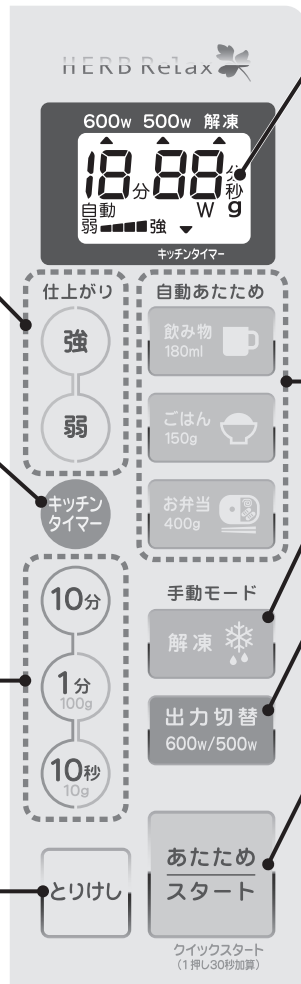 HERB Relax
600w 500w 解凍
18分88分秒
自動 W g
弱 強
キッチンタイマー
仕上がり
強
弱
キッチン
タイマー
10分
1分
100g
10秒
10g
とりけし
自動あたため
飲み物
180ml
ごはん
150g
お弁当
400g
手動モード
解凍
出力切替
600w/500w
あたため
スタート
クイックスタート
(1押し30秒加算)